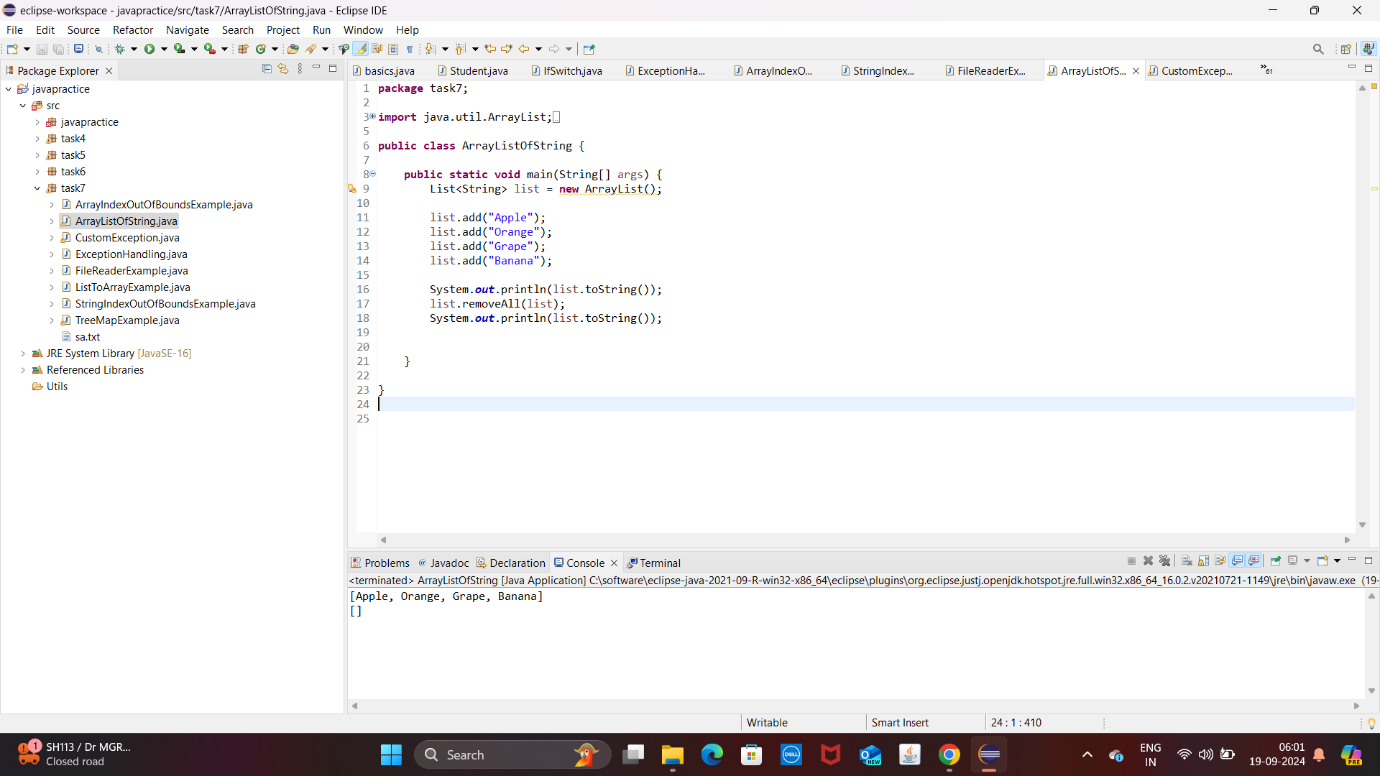 eclipse-workspace - javapractice/src/task7/ArrayListOfString.java - Eclipse IDE
File Edit Source Refactor Navigate Search Project Run Window Help
Package Explorer
javapractice
src
javapractice
task4
task5
task6
task7
ArrayIndexOutOfBoundsExample.java
ArrayListOfString.java
CustomException.java
ExceptionHandling.java
FileReaderExample.java
ListToArrayExample.java
StringIndexOutOfBoundsExample.java
TreeMapExample.java
sa.txt
JRE System Library [JavaSE-16]
Referenced Libraries
Utils
basics.java Student.java IfSwitch.java ExceptionHa... ArrayIndexO... StringIndex... FileReaderEx... ArrayListOfS... CustomExcep... »61
1 package task7;
2
3 import java.util.ArrayList;
5
6 public class ArrayListOfString {
7
8 public static void main(String[] args) {
9 List<String> list = new ArrayList();
10
11 list.add("Apple");
12 list.add("Orange");
13 list.add("Grape");
14 list.add("Banana");
15
16 System.out.println(list.toString());
17 list.removeAll(list);
18 System.out.println(list.toString());
19
20
21 }
22
23 }
24
25
Problems Javadoc Declaration Console Terminal
<terminated> ArrayListOfString [Java Application] C:\software\eclipse-java-2021-09-R-win32-x86_64\eclipse\plugins\org.eclipse.justj.openjdk.hotspot.jre.full.win32.x86_64_16.0.2.v20210721-1149\jre\bin\javaw.exe (19-
[Apple, Orange, Grape, Banana]
[]
Writable Smart Insert 24 : 1 : 410
1 SH113 / Dr MGR...
Closed road
Search
DELL
NEW
ENG
IN
06:01
19-09-2024
PRE